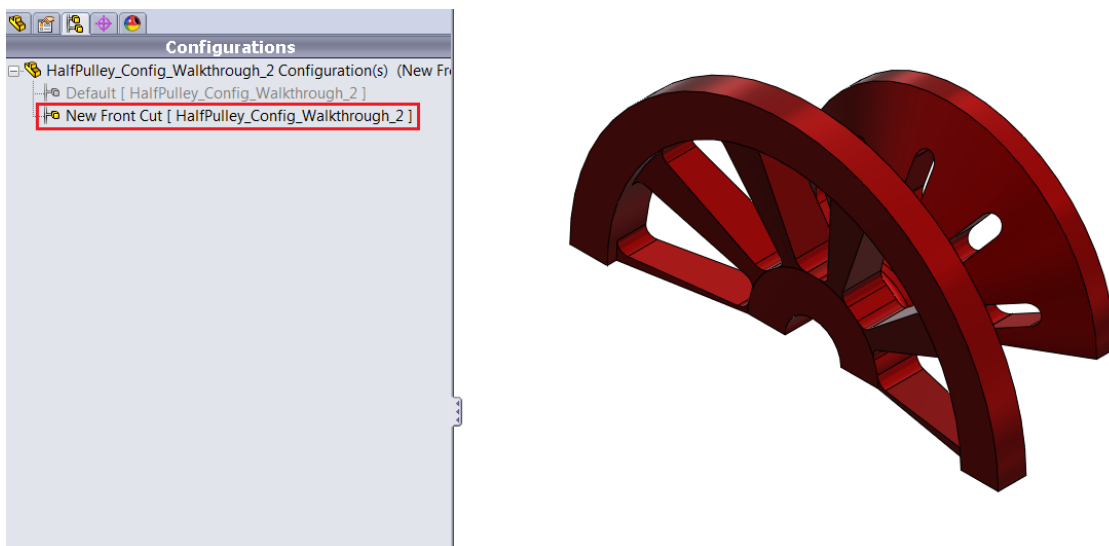 Configurations
HalfPulley_Config_Walkthrough_2 Configuration(s) (New Fr
Default [ HalfPulley_Config_Walkthrough_2 ]
New Front Cut [ HalfPulley_Config_Walkthrough_2 ]